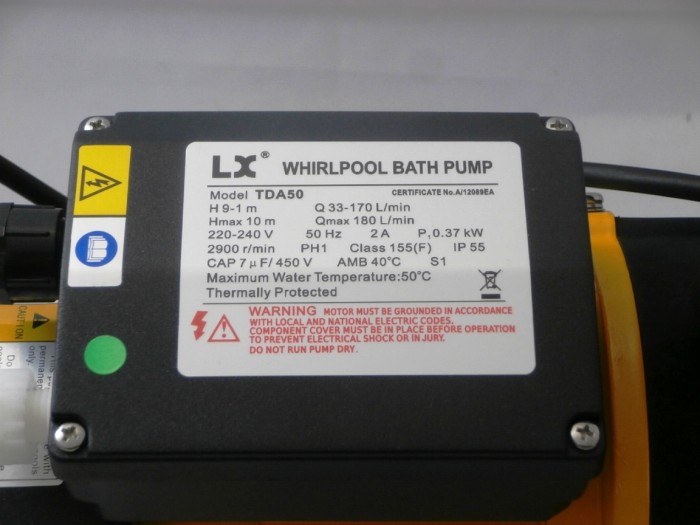 LX® WHIRLPOOL BATH PUMP
Model TDA50 CERTIFICATE No.A/12089EA
H 9-1 m Q 33-170 L/min
Hmax 10 m Qmax 180 L/min
220-240 V 50 Hz 2 A P₁ 0.37 kW
2900 r/min PH1 Class 155(F) IP 55
CAP 7 µF/ 450 V AMB 40°C S1
Maximum Water Temperature:50°C
Thermally Protected
WARNING MOTOR MUST BE GROUNDED IN ACCORDANCE
WITH LOCAL AND NATIONAL ELECTRIC CODES.
COMPONENT COVER MUST BE IN PLACE BEFORE OPERATION
TO PREVENT ELECTRICAL SHOCK OR IN JURY.
DO NOT RUN PUMP DRY.
CAUTION